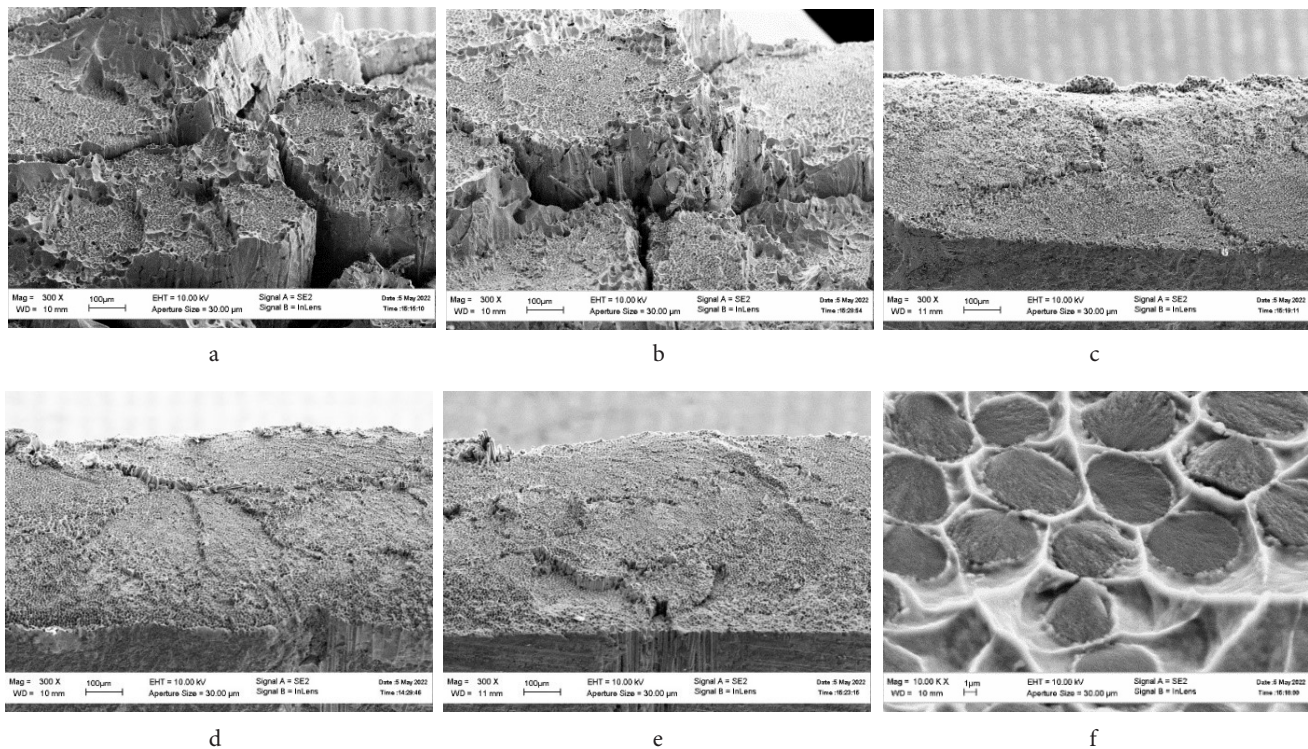 Mag = 300 X 100µm EHT = 10.00 kV Signal A = SE2 Date :5 May 2022
WD = 10 mm Aperture Size = 30.00 µm Signal B = InLens
a
Mag = 300 X 100µm EHT = 10.00 kV Signal A = SE2 Date :5 May 2022
WD = 10 mm Aperture Size = 30.00 µm Signal B = InLens
b
Mag = 300 X 100µm EHT = 10.00 kV Signal A = SE2 Date :5 May 2022
WD = 11 mm Aperture Size = 30.00 µm Signal B = InLens
c
Mag = 300 X 100µm EHT = 10.00 kV Signal A = SE2 Date :5 May 2022
WD = 10 mm Aperture Size = 30.00 µm Signal B = InLens
d
Mag = 300 X 100µm EHT = 10.00 kV Signal A = SE2 Date :5 May 2022
WD = 11 mm Aperture Size = 30.00 µm Signal B = InLens
e
Mag = 10.00 K X 1µm EHT = 10.00 kV Signal A = SE2 Date :5 May 2022
WD = 10 mm Aperture Size = 30.00 µm Signal B = InLens
f